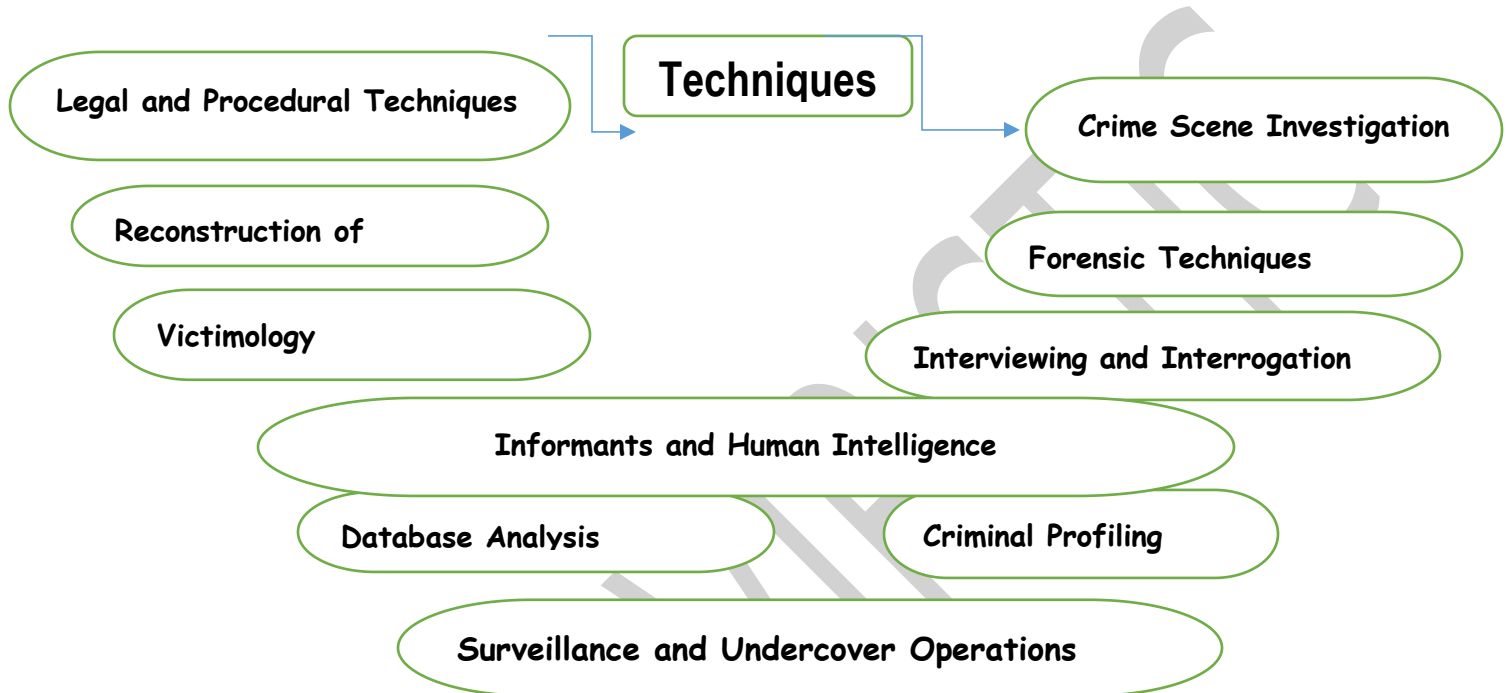 Techniques
Legal and Procedural Techniques
Crime Scene Investigation
Reconstruction of
Forensic Techniques
Victimology
Interviewing and Interrogation
Informants and Human Intelligence
Database Analysis
Criminal Profiling
Surveillance and Undercover Operations